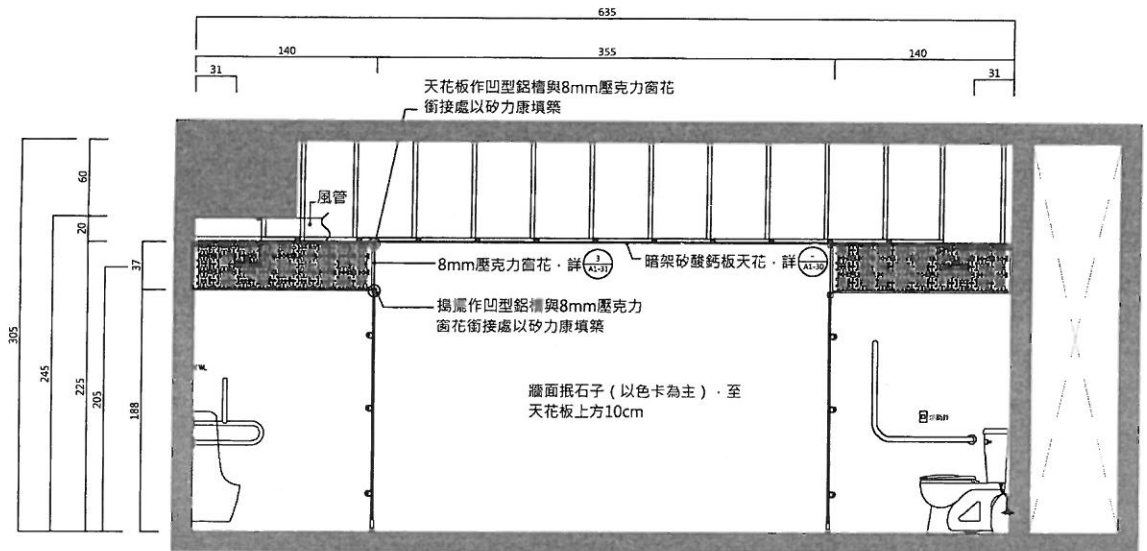 635
140
355
140
31
31
天花板作凹型鋁槽與8mm壓克力窗花
銜接處以矽力康填築
60
20
37
305
245
225
205
188
風管
8mm壓克力窗花‧詳
3
A1-31
暗架矽酸鈣板天花‧詳
-
A1-30
搗擺作凹型鋁槽與8mm壓克力
窗花銜接處以矽力康填築
牆面抿石子（以色卡為主）‧至
天花板上方10cm